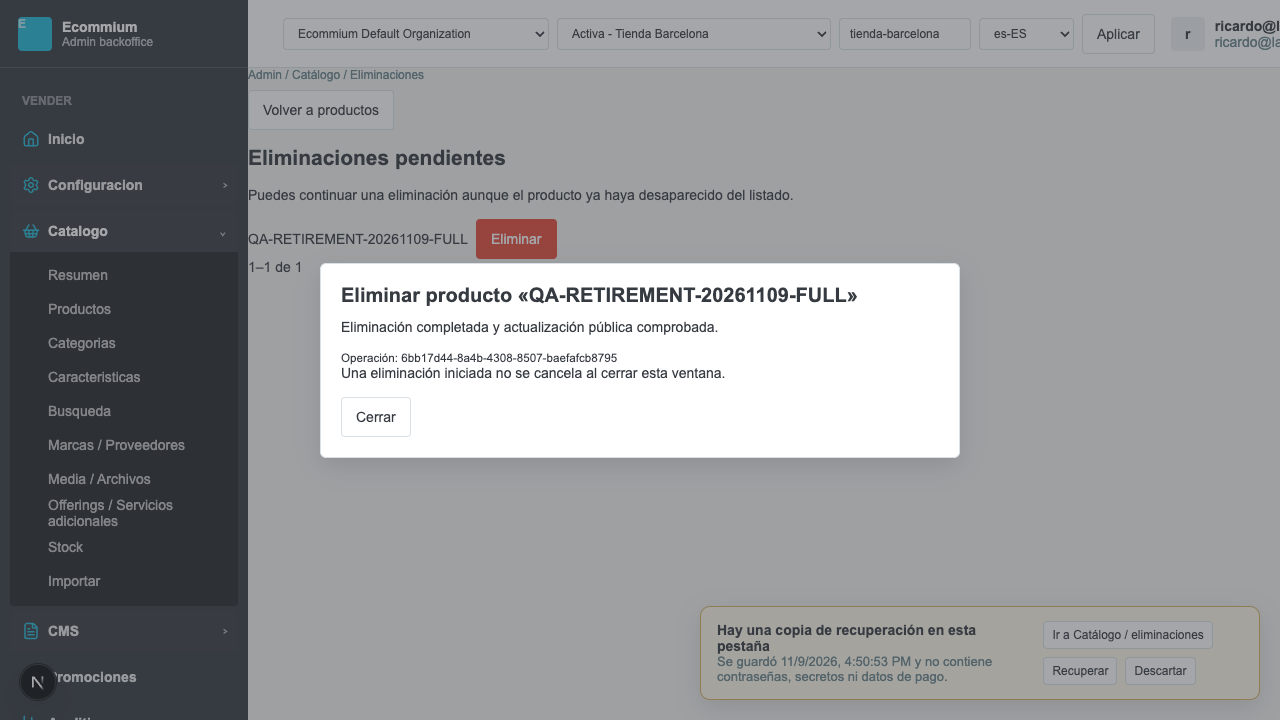 E
Ecommium
Admin backoffice
Ecommium Default Organization
Activa - Tienda Barcelona
tienda-barcelona
es-ES
Aplicar
r
ricardo@l
ricardo@la
VENDER
Inicio
Configuracion
Catalogo
Resumen
Productos
Categorias
Caracteristicas
Busqueda
Marcas / Proveedores
Media / Archivos
Offerings / Servicios
adicionales
Stock
Importar
CMS
Promociones
Admin / Catálogo / Eliminaciones
Volver a productos
Eliminaciones pendientes
Puedes continuar una eliminación aunque el producto ya haya desaparecido del listado.
QA-RETIREMENT-20261109-FULL
Eliminar
1–1 de 1
Eliminar producto «QA-RETIREMENT-20261109-FULL»
Eliminación completada y actualización pública comprobada.
Operación: 6bb17d44-8a4b-4308-8507-baefafcb8795
Una eliminación iniciada no se cancela al cerrar esta ventana.
Cerrar
Hay una copia de recuperación en esta
pestaña
Se guardó 11/9/2026, 4:50:53 PM y no contiene
contraseñas, secretos ni datos de pago.
Ir a Catálogo / eliminaciones
Recuperar
Descartar
N